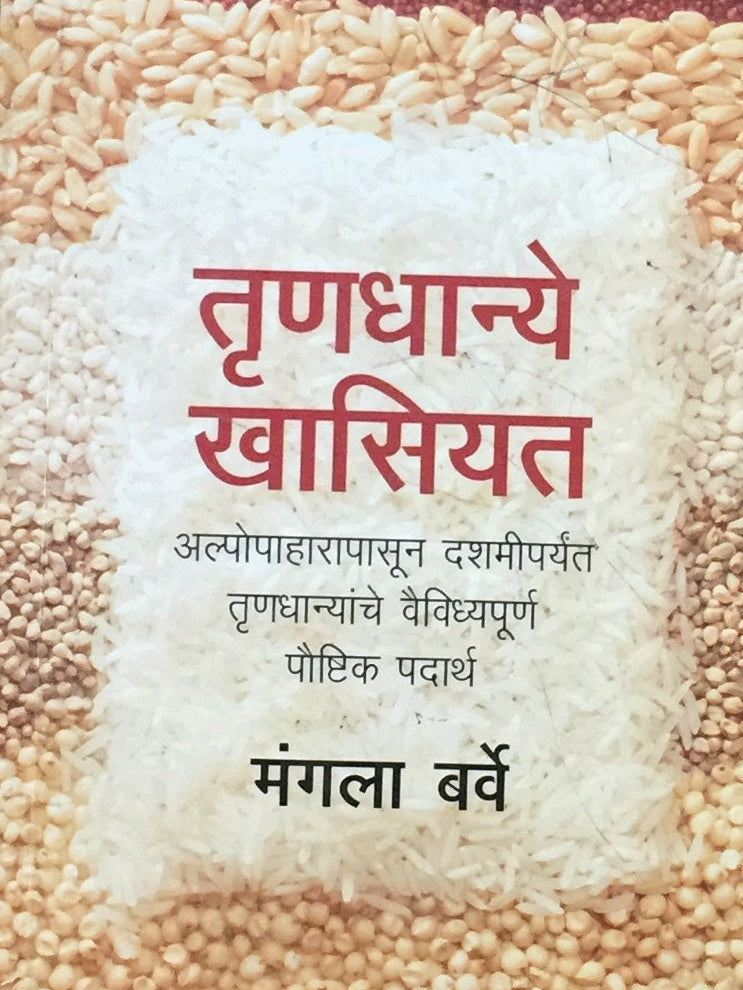 तृणधान्ये
खासियत
अल्पोपाहारापासून दशमीपर्यंत
तृणधान्यांचे वैविध्यपूर्ण
पौष्टिक पदार्थ
मंगला बर्वे